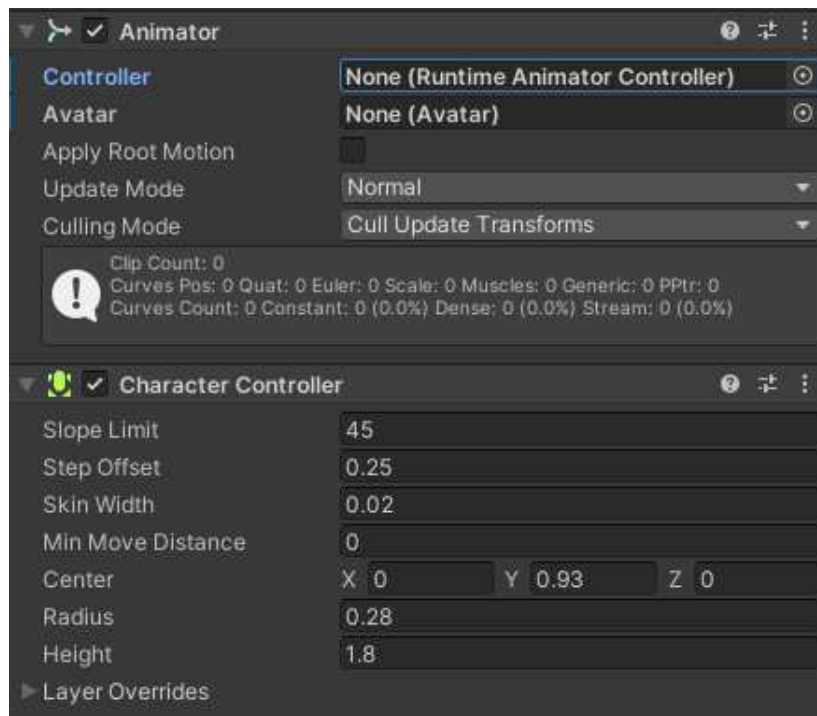 Animator
Controller None (Runtime Animator Controller)
Avatar None (Avatar)
Apply Root Motion
Update Mode Normal
Culling Mode Cull Update Transforms
Clip Count: 0
Curves Pos: 0 Quat: 0 Euler: 0 Scale: 0 Muscles: 0 Generic: 0 PPtr: 0
Curves Count: 0 Constant: 0 (0.0%) Dense: 0 (0.0%) Stream: 0 (0.0%)
Character Controller
Slope Limit 45
Step Offset 0.25
Skin Width 0.02
Min Move Distance 0
Center X 0 Y 0.93 Z 0
Radius 0.28
Height 1.8
Layer Overrides